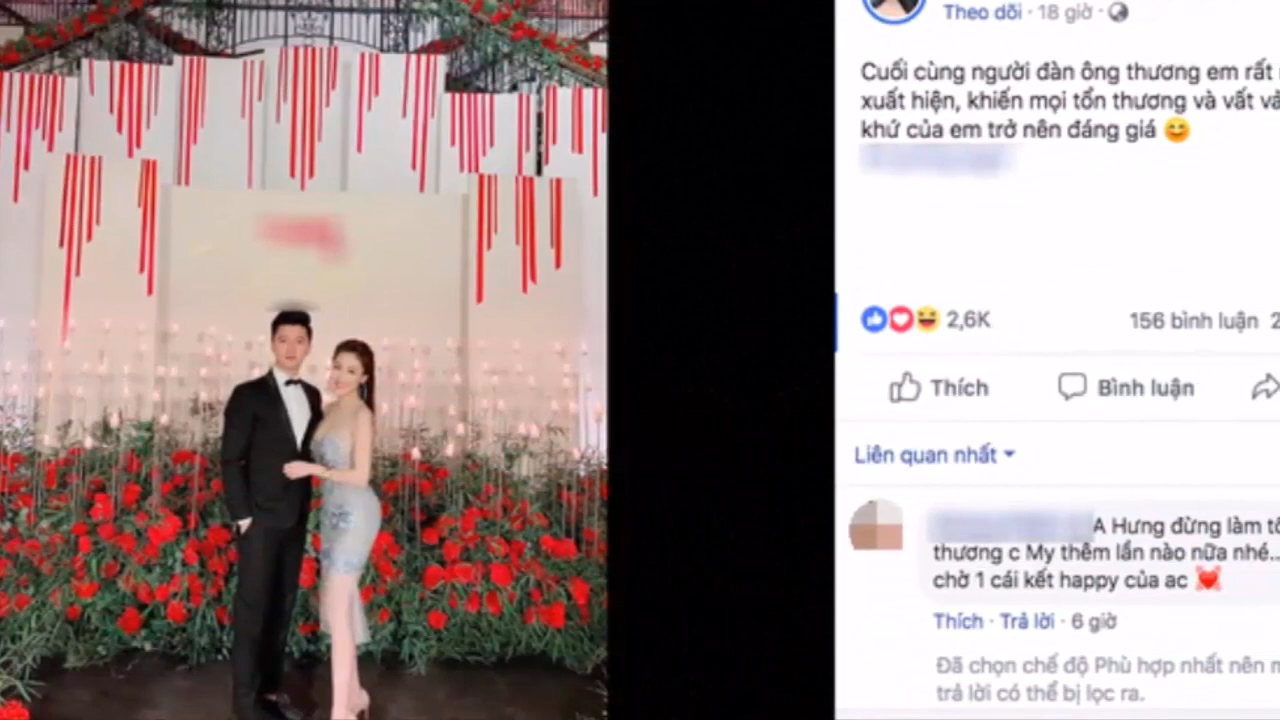 Theo dõi · 18 giờ ·
Cuối cùng người đàn ông thương em rất
xuất hiện, khiến mọi tổn thương và vất vả
khứ của em trở nên đáng giá 😊
2,6K
156 bình luận 2
Thích
Bình luận
Liên quan nhất
A Hưng đừng làm
thương c My thêm lần nào nữa nhé..
chờ 1 cái kết happy của ac 💓
Thích · Trả lời · 6 giờ
Đã chọn chế độ Phù hợp nhất nên
trả lời có thể bị lọc ra.